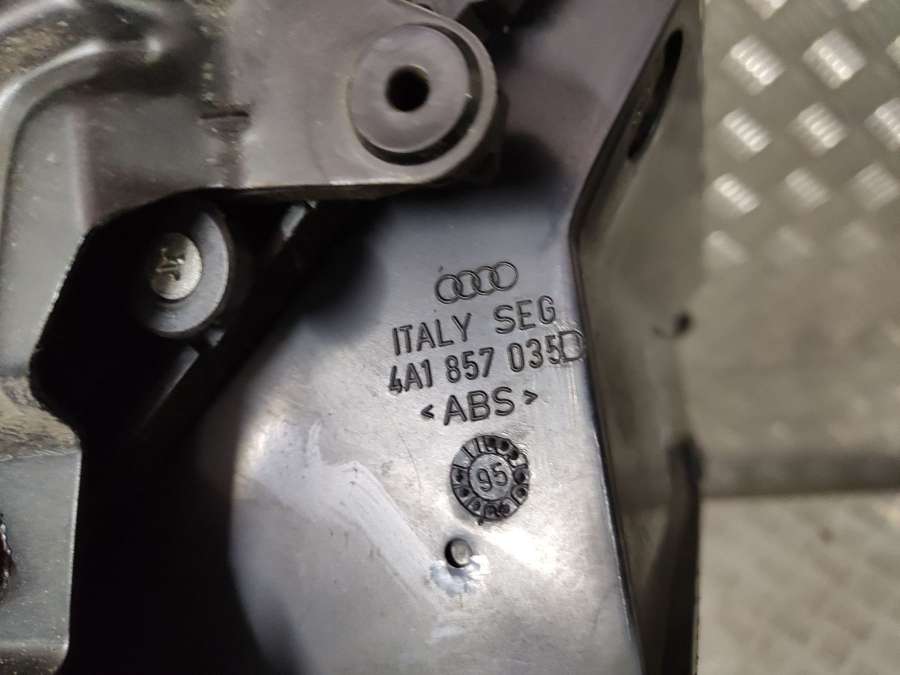 ITALY SEG
4A1 857 035D
<ABS>
95